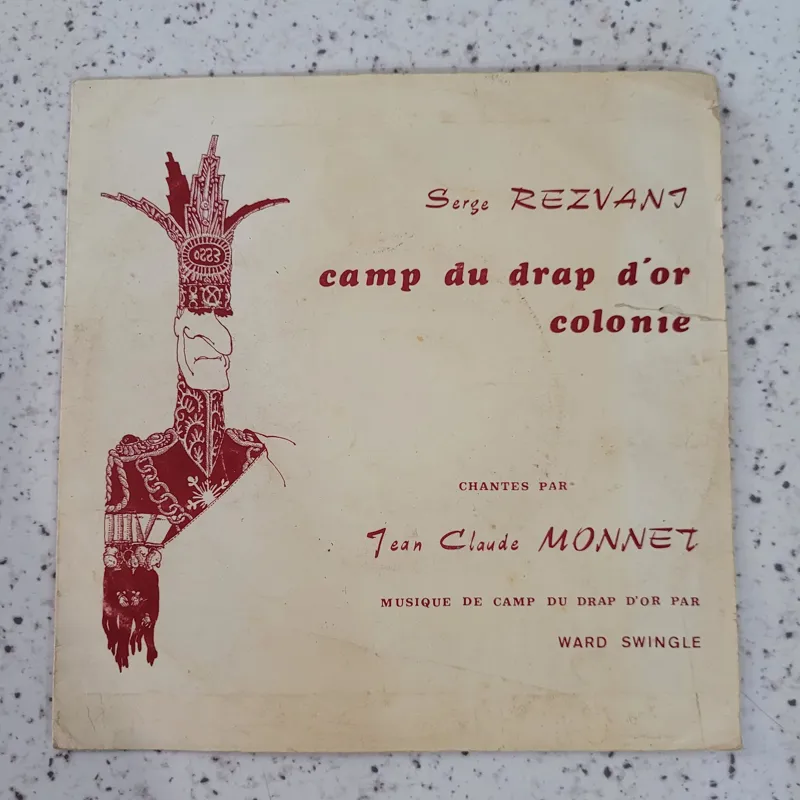 Serge REZVANI
camp du drap d'or
colonie
CHANTES PAR
Jean Claude MONNET
MUSIQUE DE CAMP DU DRAP D'OR PAR
WARD SWINGLE